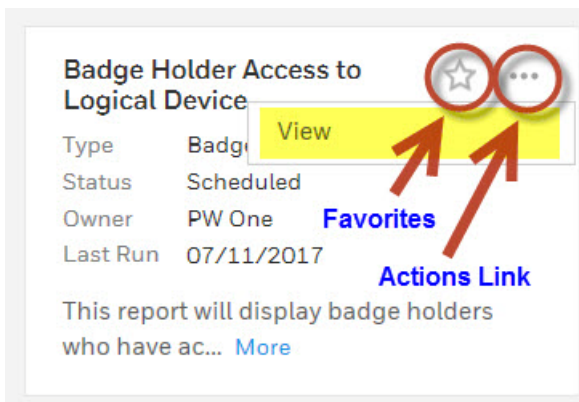 Badge Holder Access to
Logical Device
View
Type Badg
Status Scheduled
Owner PW One
Favorites
Last Run 07/11/2017
Actions Link
This report will display badge holders
who have ac... More